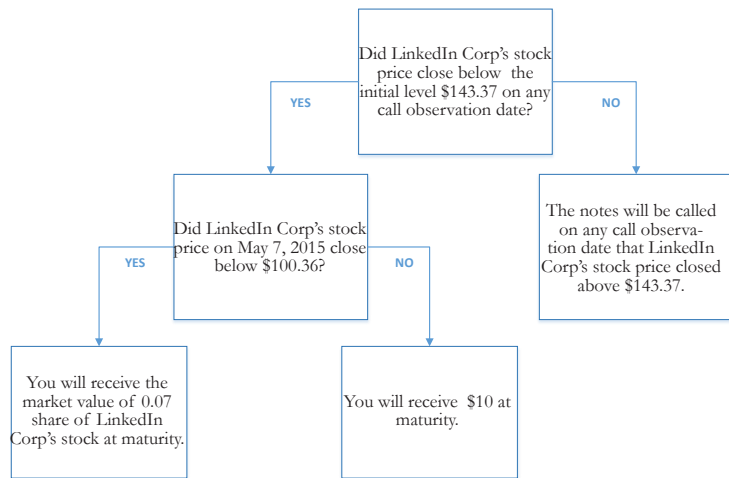 Did LinkedIn Corp's stock
price close below the
initial level $143.37 on any
call observation date?
YES
NO
Did LinkedIn Corp's stock
price on May 7, 2015 close
below $100.36?
The notes will be called
on any call observa-
tion date that LinkedIn
Corp's stock price closed
above $143.37.
YES
NO
You will receive the
market value of 0.07
share of LinkedIn
Corp's stock at maturity.
You will receive $10 at
maturity.